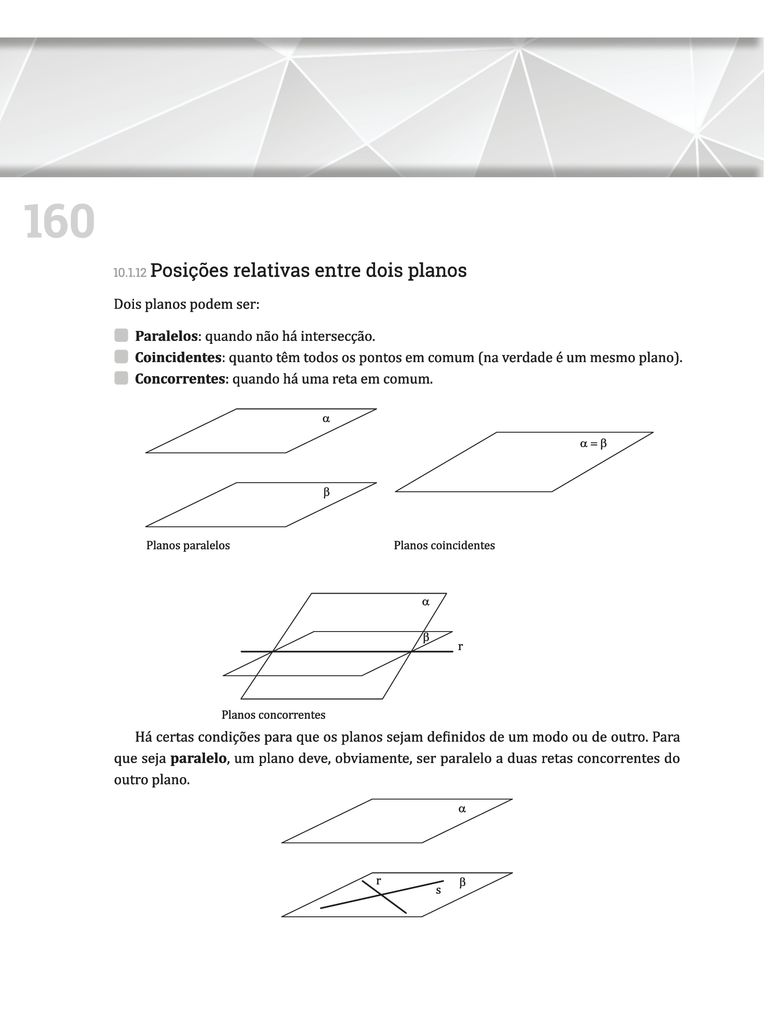 160
10.1.12 Posições relativas entre dois planos
Dois planos podem ser:
Paralelos: quando não há intersecção.
Coincidentes: quanto têm todos os pontos em comum (na verdade é um mesmo plano).
Concorrentes: quando há uma reta em comum.
α
α = β
β
Planos paralelos
Planos coincidentes
α
β
r
Planos concorrentes
Há certas condições para que os planos sejam definidos de um modo ou de outro. Para
que seja paralelo, um plano deve, obviamente, ser paralelo a duas retas concorrentes do
outro plano.
α
r
s
β